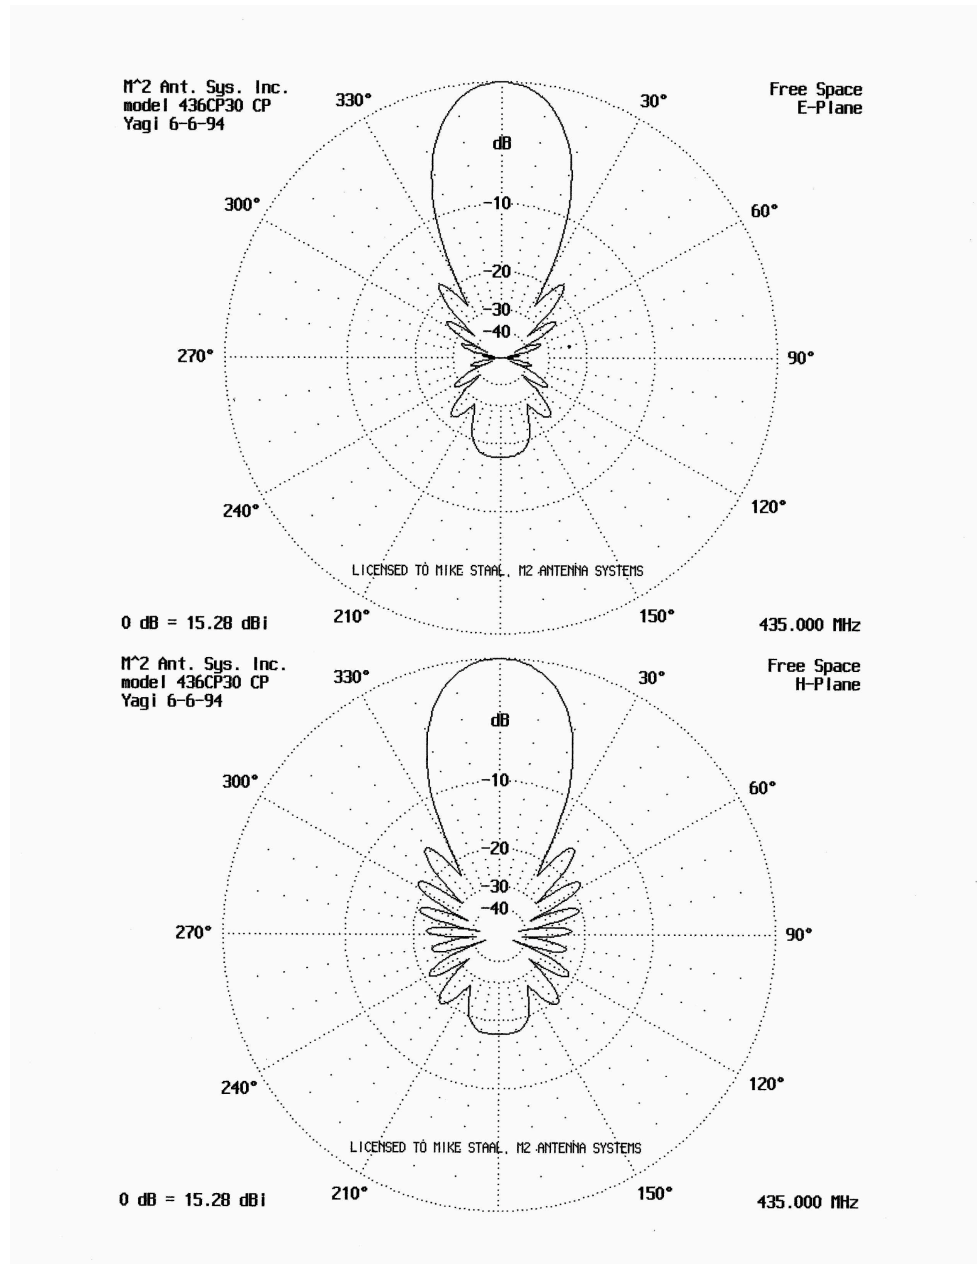 M^2 Ant. Sys. Inc.
model 436CP30 CP
Yagi 6-6-94
Free Space
E-Plane
330°
30°
dB
300°
-10
60°
-20
-30
-40
270°
90°
240°
120°
LICENSED TO MIKE STAAL, M2 ANTENNA SYSTEMS
210°
150°
0 dB = 15.28 dBi
435.000 MHz
M^2 Ant. Sys. Inc.
model 436CP30 CP
Yagi 6-6-94
Free Space
H-Plane
330°
30°
dB
300°
-10
60°
-20
-30
-40
270°
90°
240°
120°
LICENSED TO MIKE STAAL, M2 ANTENNA SYSTEMS
210°
150°
0 dB = 15.28 dBi
435.000 MHz